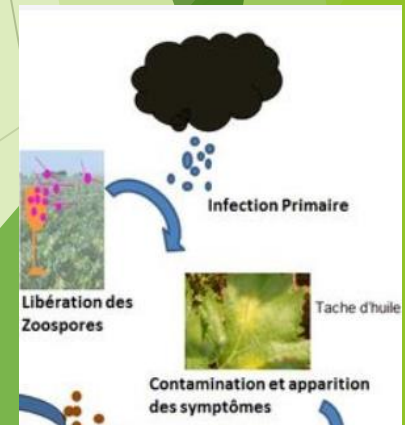 Infection Primaire
Libération des
Zoospores
Tache d'huile
Contamination et apparition
des symptômes